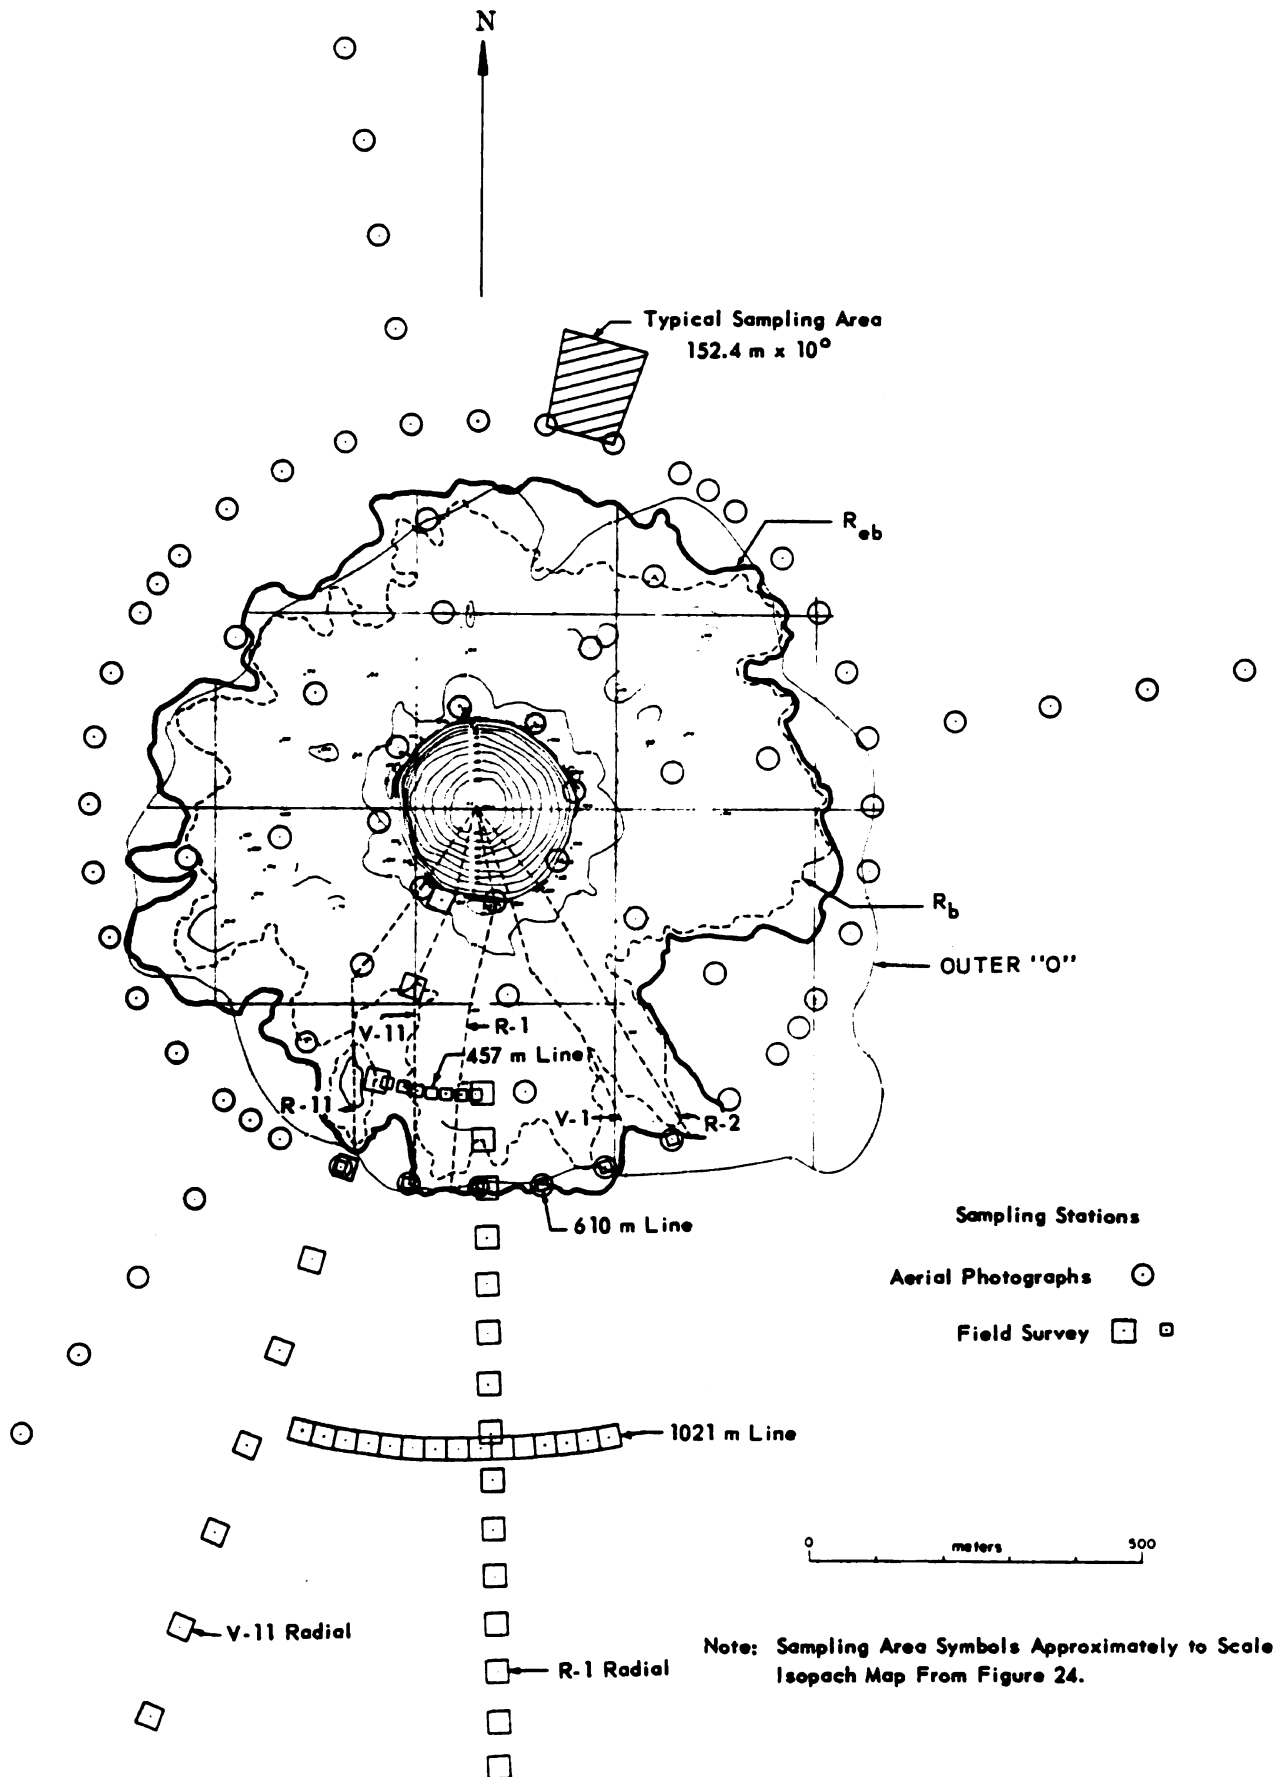 N
Typical Sampling Area
152.4 m x 10°
Reb
Rb
OUTER "O"
V-11
R-1
457 m Line
R-11
V-1
R-2
610 m Line
Sampling Stations
Aerial Photographs
Field Survey
1021 m Line
0 meters 500
V-11 Radial
R-1 Radial
Note: Sampling Area Symbols Approximately to Scale
Isopach Map From Figure 24.